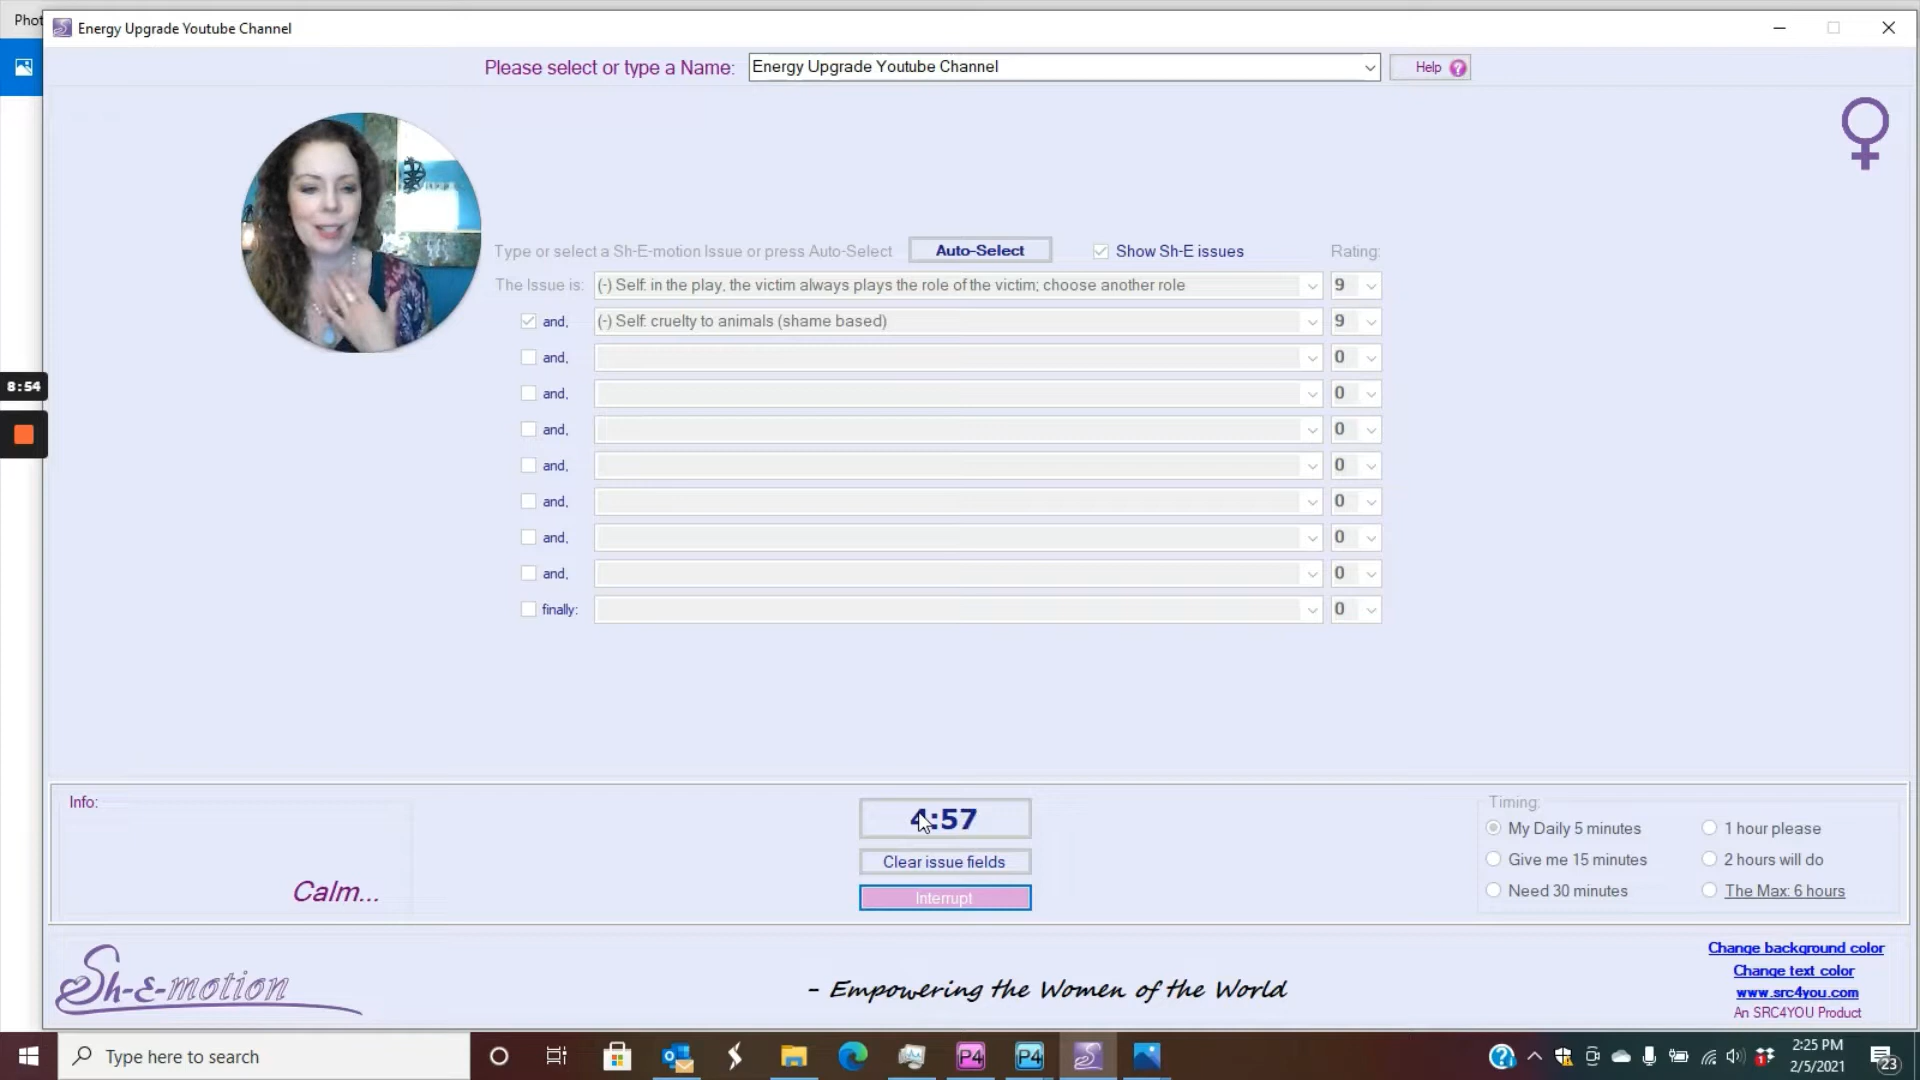 Phot
Energy Upgrade Youtube Channel
Please select or type a Name: Energy Upgrade Youtube Channel Help ?
Type or select a Sh-E-motion Issue or press Auto-Select Auto-Select Show Sh-E issues Rating:
The Issue is: (-) Self: in the play, the victim always plays the role of the victim; choose another role 9
and, (-) Self: cruelty to animals (shame based) 9
and, 0
and, 0
and, 0
and, 0
and, 0
and, 0
and, 0
finally: 0
8:54
Info:
Calm...
4:57
Clear issue fields
Interrupt
Timing:
My Daily 5 minutes 1 hour please
Give me 15 minutes 2 hours will do
Need 30 minutes The Max: 6 hours
Sh-E-motion
- Empowering the Women of the World
Change background color
Change text color
www.src4you.com
An SRC4YOU Product
Type here to search
P4 P4
2:25 PM
2/5/2021
23